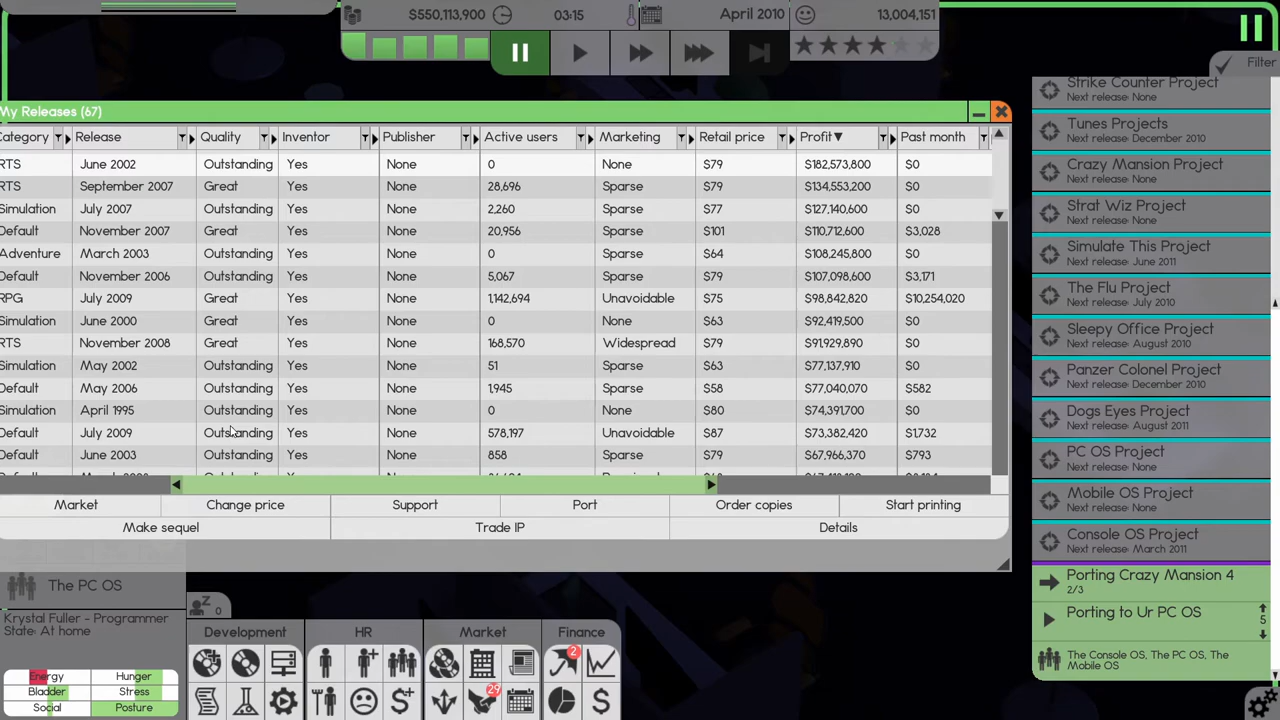 $550,113,900 03:15 April 2010 13,004,151
Filter
My Releases (67)
Category Release Quality Inventor Publisher Active users Marketing Retail price Profit▼ Past month
RTS June 2002 Outstanding Yes None 0 None $79 $182,573,800 $0
RTS September 2007 Great Yes None 28,696 Sparse $79 $134,553,200 $0
Simulation July 2007 Outstanding Yes None 2,260 Sparse $77 $127,140,600 $0
Default November 2007 Great Yes None 20,956 Sparse $101 $110,712,600 $3,028
Adventure March 2003 Outstanding Yes None 0 Sparse $64 $108,245,800 $0
Default November 2006 Outstanding Yes None 5,067 Sparse $79 $107,098,600 $3,171
RPG July 2009 Great Yes None 1,142,694 Unavoidable $75 $98,842,820 $10,254,020
Simulation June 2000 Great Yes None 0 None $63 $92,419,500 $0
RTS November 2008 Great Yes None 168,570 Widespread $79 $91,929,890 $0
Simulation May 2002 Outstanding Yes None 51 Sparse $63 $77,137,910 $0
Default May 2006 Outstanding Yes None 1,945 Sparse $58 $77,040,070 $582
Simulation April 1995 Outstanding Yes None 0 None $80 $74,391,700 $0
Default July 2009 Outstanding Yes None 578,197 Unavoidable $87 $73,382,420 $1,732
Default June 2003 Outstanding Yes None 858 Sparse $79 $67,966,370 $793
Market Change price Support Port Order copies Start printing
Make sequel Trade IP Details
Strike Counter Project
Next release: None
Tunes Projects
Next release: December 2010
Crazy Mansion Project
Next release: None
Strat Wiz Project
Next release: None
Simulate This Project
Next release: June 2011
The Flu Project
Next release: July 2010
Sleepy Office Project
Next release: August 2010
Panzer Colonel Project
Next release: December 2010
Dogs Eyes Project
Next release: August 2011
PC OS Project
Next release: None
Mobile OS Project
Next release: None
Console OS Project
Next release: March 2011
Porting Crazy Mansion 4
2/3
Porting to Ur PC OS
5
The Console OS, The PC OS, The
Mobile OS
The PC OS
Krystal Fuller - Programmer
State: At home
Energy Hunger
Bladder Stress
Social Posture
Z 0
Development HR Market Finance
2
29